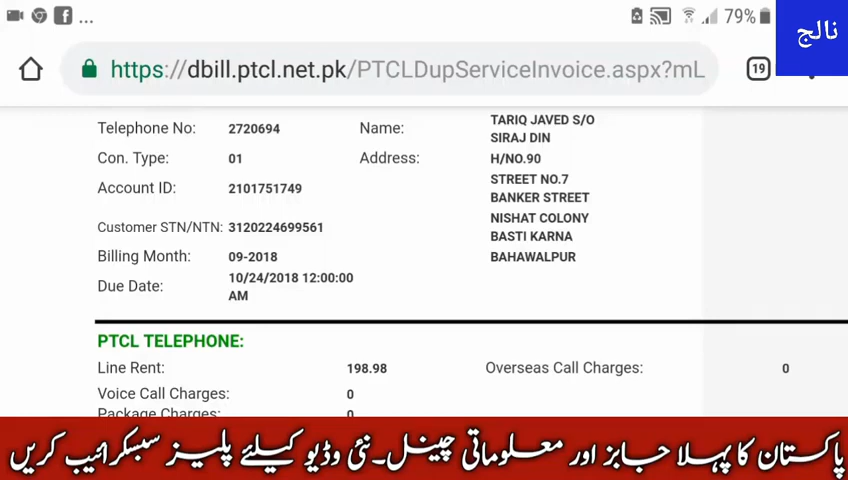 ... 79%
نالج
https://dbill.ptcl.net.pk/PTCLDupServiceInvoice.aspx?mL 19
Telephone No: 2720694 Name: TARIQ JAVED S/O
SIRAJ DIN
Con. Type: 01 Address: H/NO.90
STREET NO.7
Account ID: 2101751749 BANKER STREET
NISHAT COLONY
Customer STN/NTN: 3120224699561
BASTI KARNA
Billing Month: 09-2018 BAHAWALPUR
Due Date: 10/24/2018 12:00:00
AM
PTCL TELEPHONE:
Line Rent: 198.98 Overseas Call Charges: 0
Voice Call Charges: 0
Package Charges: 0
پاکستان کا پہلا جابز اور معلوماتی چینل۔نئی وڈیو کیلئے پلیز سبسکرائیب کریں